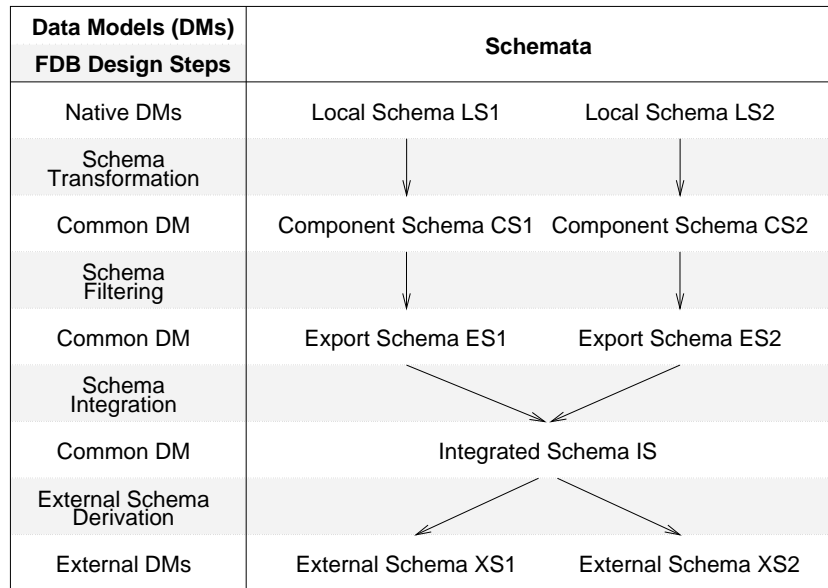 Data Models (DMs)
FDB Design Steps
Schemata
Native DMs
Local Schema LS1
Local Schema LS2
Schema
Transformation
Common DM
Component Schema CS1
Component Schema CS2
Schema
Filtering
Common DM
Export Schema ES1
Export Schema ES2
Schema
Integration
Common DM
Integrated Schema IS
External Schema
Derivation
External DMs
External Schema XS1
External Schema XS2